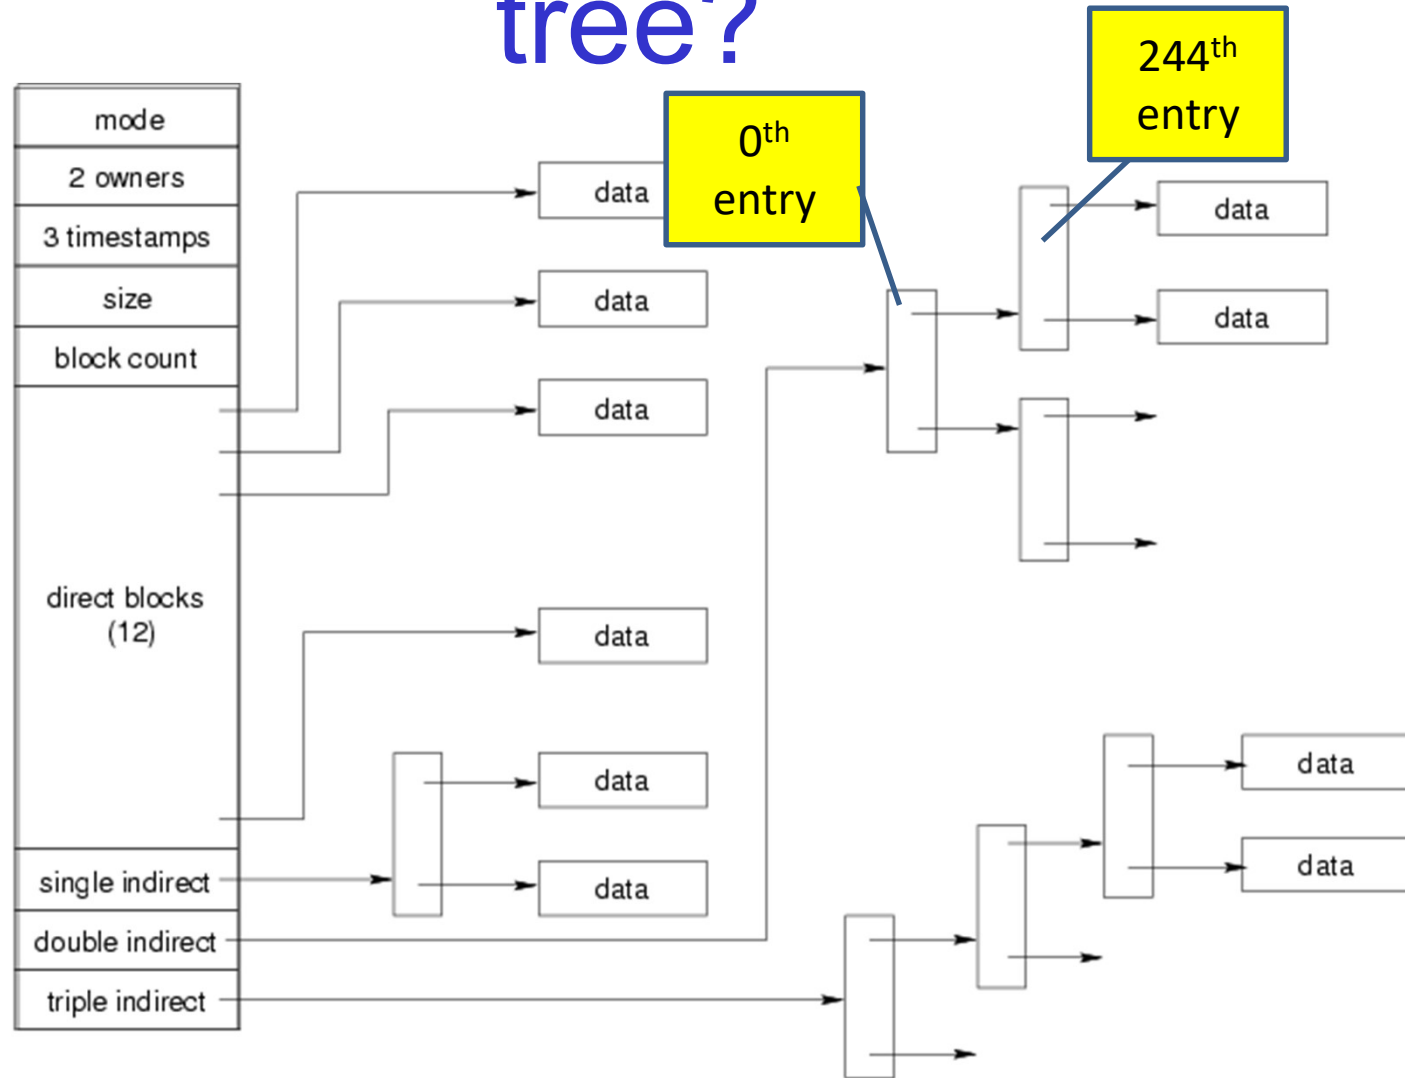 tree?
244th
entry
0th
entry
mode
2 owners
3 timestamps
size
block count
direct blocks
(12)
single indirect
double indirect
triple indirect
data
data
data
data
data
data
data
data
data
data